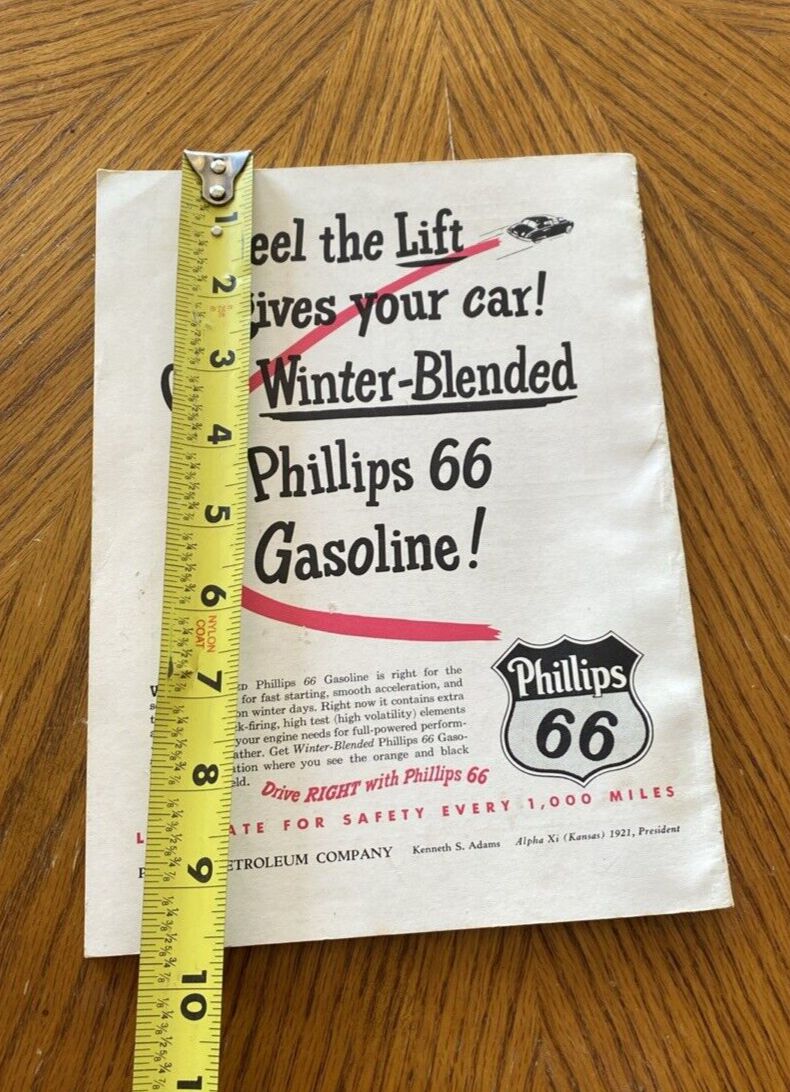 eel the Lift
ives your car!
Winter-Blended
Phillips 66
Gasoline!
Phillips 66 Gasoline is right for the
for fast starting, smooth acceleration, and
on winter days. Right now it contains extra
k-firing, high test (high volatility) elements
your engine needs for full-powered perform-
ather. Get Winter-Blended Phillips 66 Gaso-
tion where you see the orange and black
eld.
Drive RIGHT with Phillips 66
Phillips
66
L ATE FOR SAFETY EVERY 1,000 MILES
P ETROLEUM COMPANY Kenneth S. Adams Alpha Xi (Kansas) 1921, President
1
2
3
4
5
6
NYLON
COAT
7
8
9
10